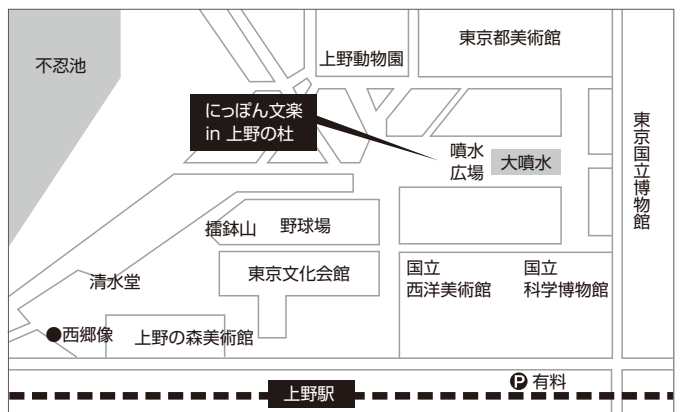 不忍池
上野動物園
東京都美術館
にっぽん文楽
in 上野の杜
噴水
広場
大噴水
東京国立博物館
擂鉢山
野球場
清水堂
東京文化会館
国立
西洋美術館
国立
科学博物館
●西郷像
上野の森美術館
P 有料
上野駅